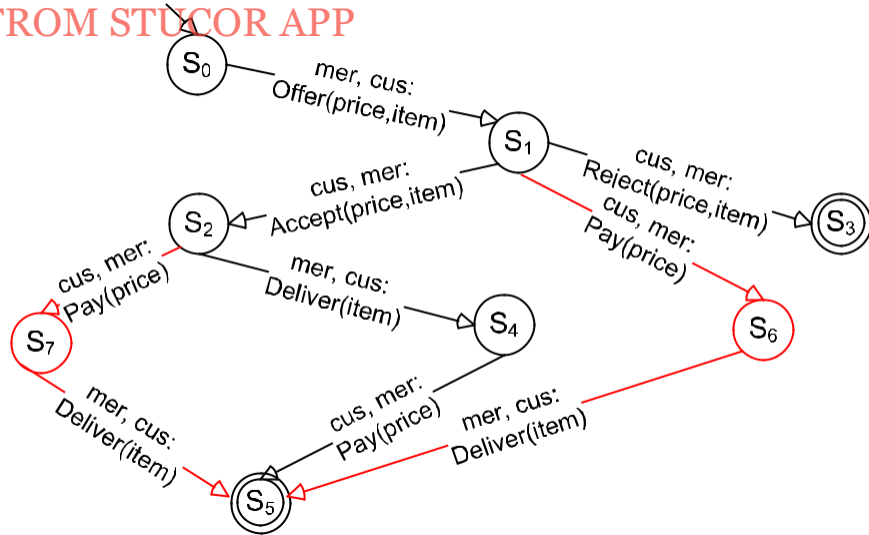 FROM STUCOR APP
S0
mer, cus:
Offer(price,item)
S1
cus, mer:
Reject(price,item)
S3
cus, mer:
Accept(price,item)
S2
cus, mer:
Pay(price)
S6
cus, mer:
Pay(price)
S7
mer, cus:
Deliver(item)
S4
mer, cus:
Deliver(item)
cus, mer:
Pay(price)
mer, cus:
Deliver(item)
S5